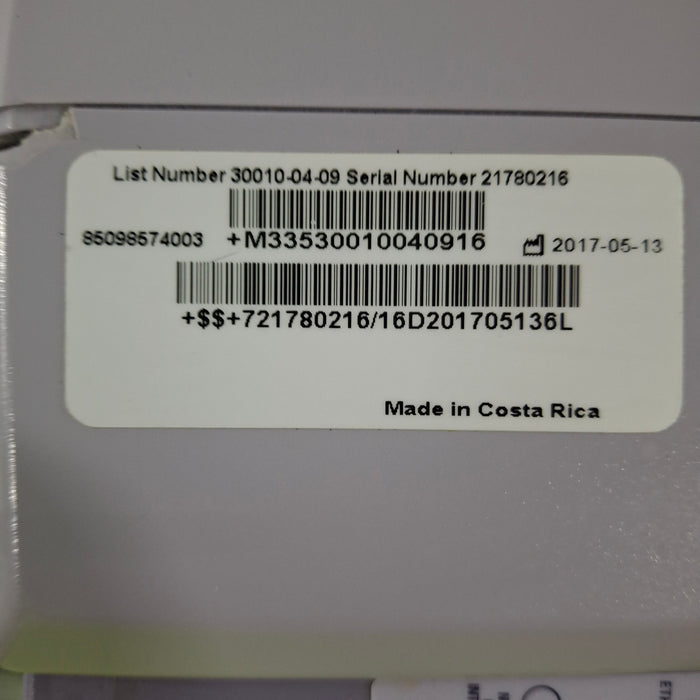 List Number 30010-04-09 Serial Number 21780216
85098574003 +M33530010040916 2017-05-13
+$$+721780216/16D201705136L
Made in Costa Rica